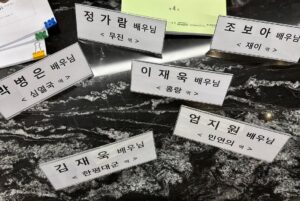 정가람 배우님
< 무진 역 >
조보아 배우님
< 재이 역 >
박병은 배우님
< 심열국 역 >
이재욱 배우님
< 홍랑 역 >
엄지원 배우님
< 민연의 역 >
김재욱 배우님
< 한평대군 역 >